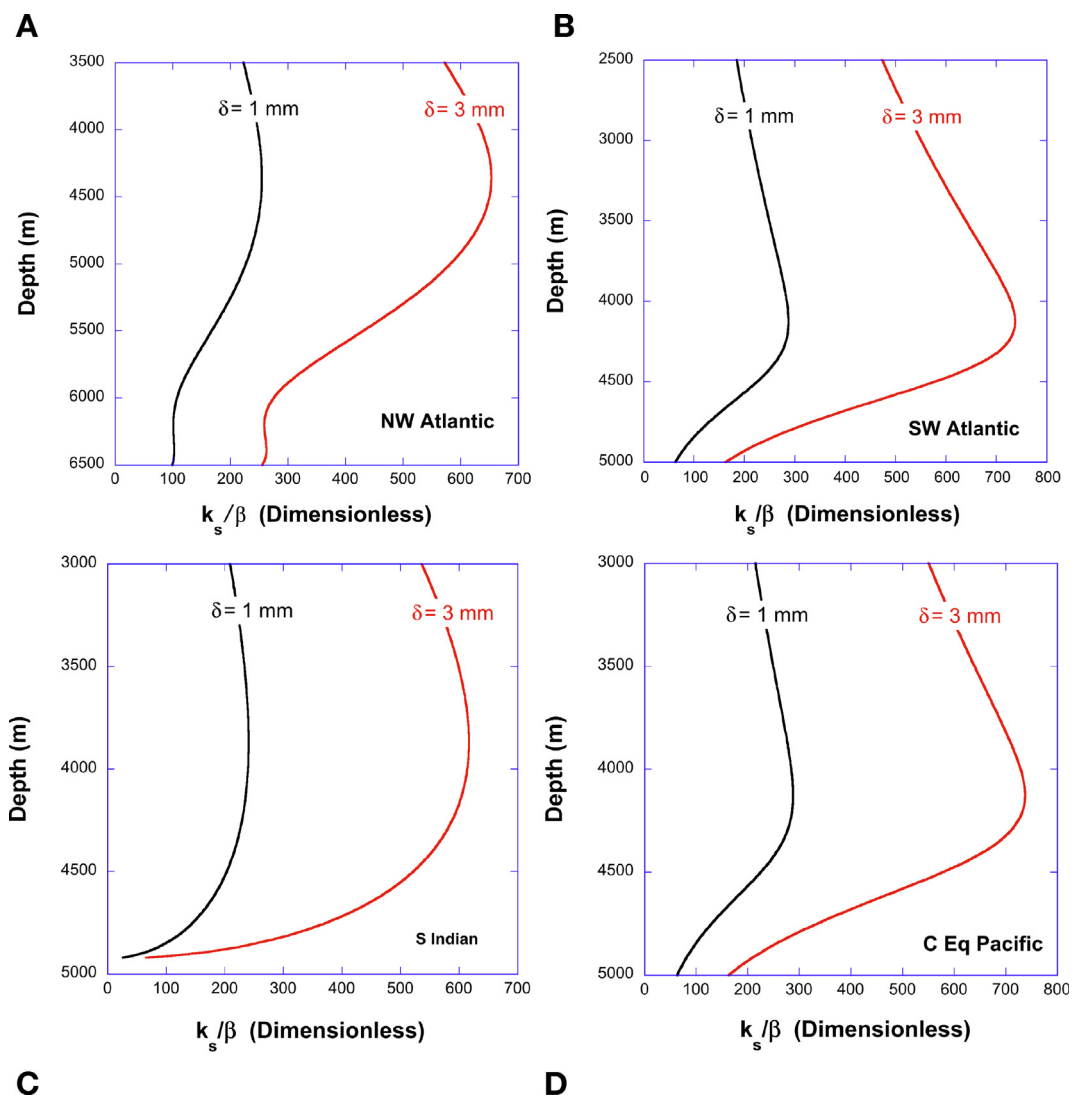 A
3500
4000
4500
5000
5500
6000
6500
0 100 200 300 400 500 600 700
Depth (m)
δ= 1 mm
δ= 3 mm
NW Atlantic
ks/β (Dimensionless)
B
2500
3000
3500
4000
4500
5000
0 100 200 300 400 500 600 700 800
Depth (m)
δ= 1 mm
δ= 3 mm
SW Atlantic
ks/β (Dimensionless)
3000
3500
4000
4500
5000
0 100 200 300 400 500 600 700
Depth (m)
δ= 1 mm
δ= 3 mm
S Indian
ks/β (Dimensionless)
C
3000
3500
4000
4500
5000
0 100 200 300 400 500 600 700 800
Depth (m)
δ= 1 mm
δ= 3 mm
C Eq Pacific
ks/β (Dimensionless)
D